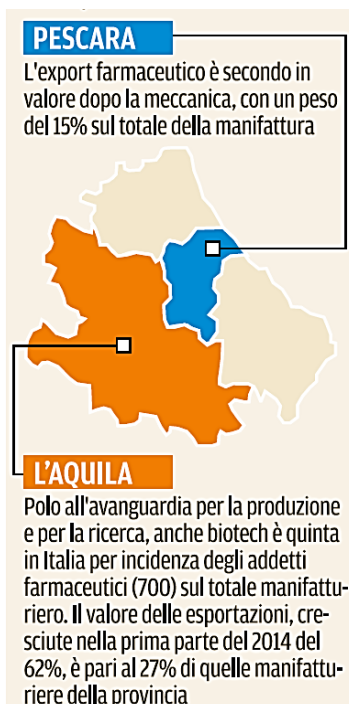 PESCARA
L'export farmaceutico è secondo in
valore dopo la meccanica, con un peso
del 15% sul totale della manifattura
L'AQUILA
Polo all'avanguardia per la produzione
e per la ricerca, anche biotech è quinta
in Italia per incidenza degli addetti
farmaceutici (700) sul totale manifattu-
riero. Il valore delle esportazioni, cre-
sciute nella prima parte del 2014 del
62%, è pari al 27% di quelle manifattu-
riere della provincia